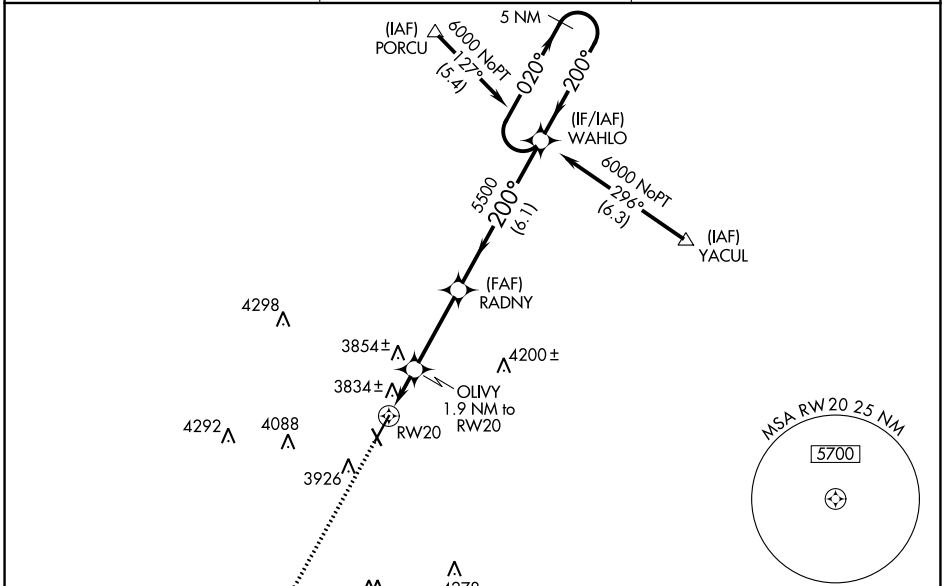 5 NM
(IAF)
PORCU
6000 NoPT
127°
(5.4)
020°
200°
(IF/IAF)
WAHLO
6000 NoPT
296°
(6.3)
(IAF)
YACUL
5500
200°
(6.1)
(FAF)
RADNY
4298
3854±
4200±
3834±
OLIVY
1.9 NM to
RW20
RW20
4292
4088
3926
MSA RW20 25 NM
5700